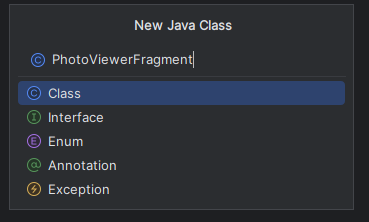 New Java Class
C PhotoViewerFragment
C Class
I Interface
E Enum
@ Annotation
Exception